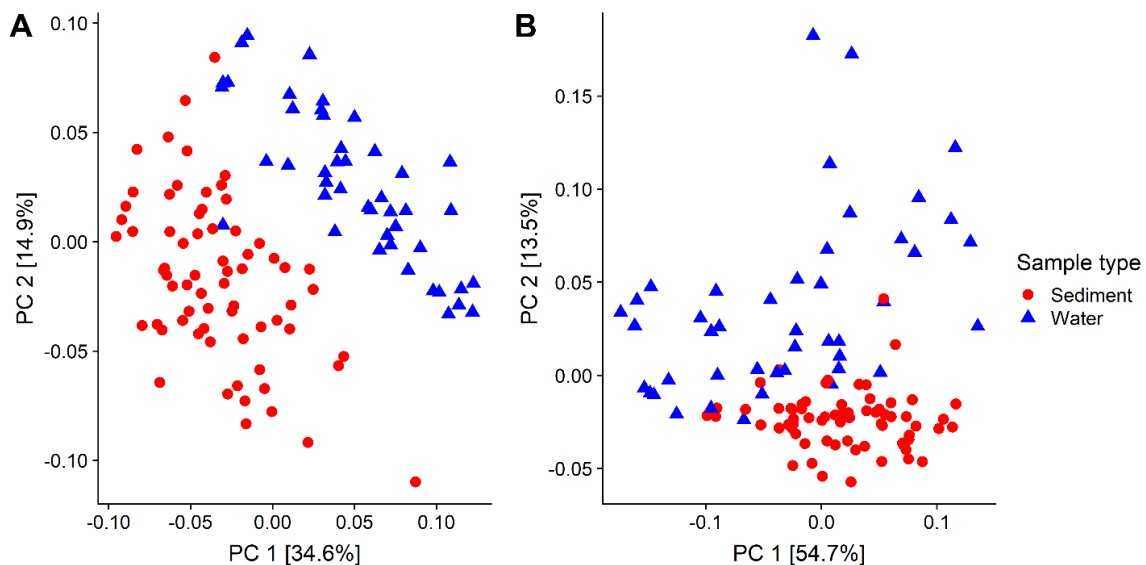 A
0.10
0.05
0.00
-0.05
-0.10
PC 2 [14.9%]
-0.10
-0.05
0.00
0.05
0.10
PC 1 [34.6%]
B
0.15
0.10
0.05
0.00
-0.05
PC 2 [13.5%]
-0.1
0.0
0.1
PC 1 [54.7%]
Sample type
Sediment
Water